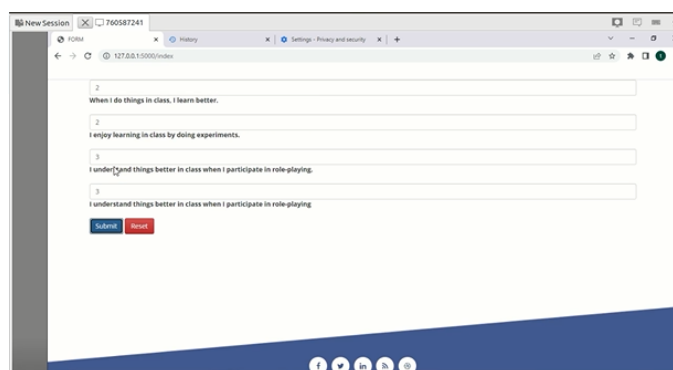 New Session
760587241
FORM
History
Settings - Privacy and security
127.0.0.1:5000/index
2
When I do things in class, I learn better.
2
I enjoy learning in class by doing experiments.
3
I understand things better in class when I participate in role-playing.
3
I understand things better in class when I participate in role-playing
Submit
Reset